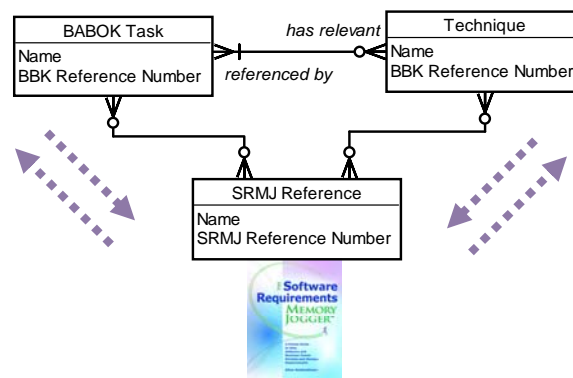 BABOK Task
Name
BBK Reference Number
has relevant
referenced by
Technique
Name
BBK Reference Number
SRMJ Reference
Name
SRMJ Reference Number
Software
Requirements
MEMORY
JOGGER